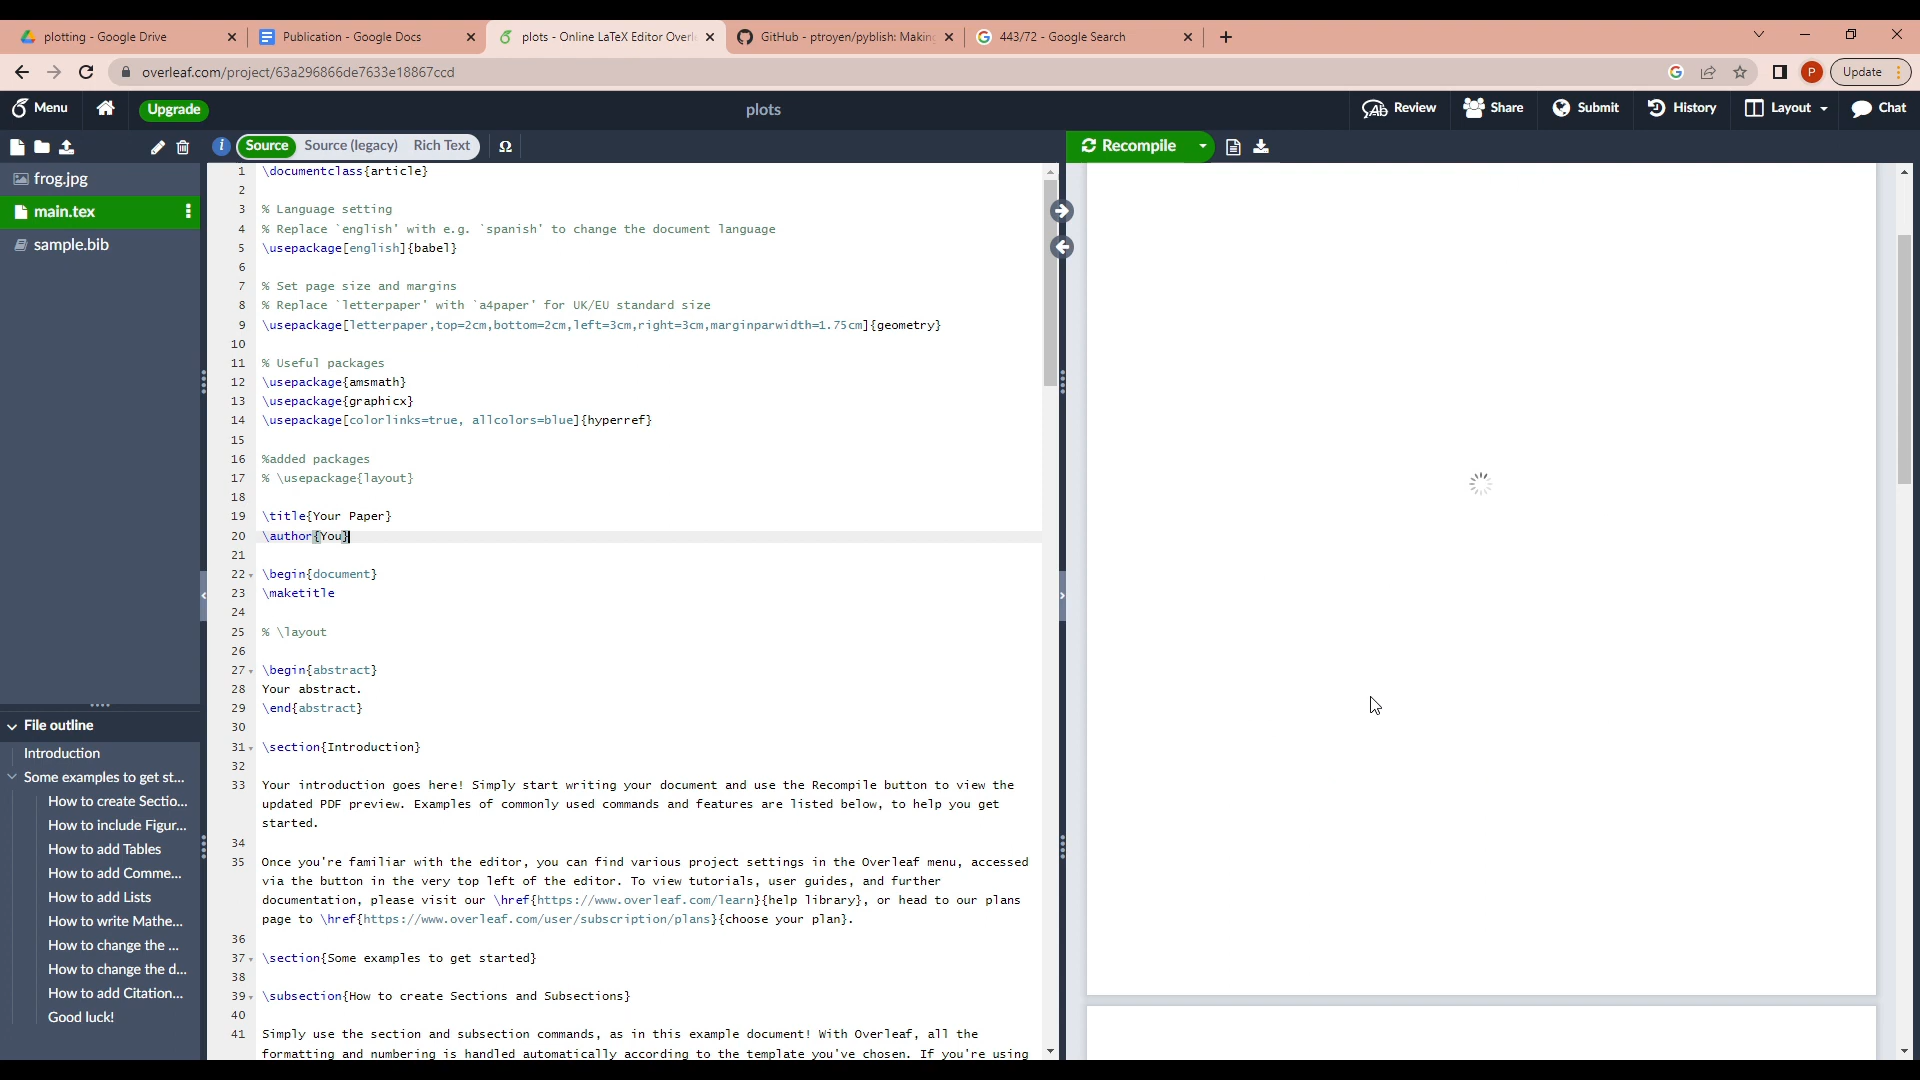 plotting - Google Drive
Publication - Google Docs
plots - Online LaTeX Editor Overl
GitHub - ptroyen/pyblish: Making
443/72 - Google Search
overleaf.com/project/63a296866de7633e18867ccd
P
Update
Menu
Upgrade
plots
Review
Share
Submit
History
Layout
Chat
Source
Source (legacy)
Rich Text
Ω
Recompile
frog.jpg
main.tex
sample.bib
File outline
Introduction
Some examples to get st...
How to create Sectio...
How to include Figur...
How to add Tables
How to add Comme...
How to add Lists
How to write Mathe...
How to change the ...
How to change the d...
How to add Citation...
Good luck!
1 \documentclass{article}
2
3 % Language setting
4 % Replace `english' with e.g. `spanish' to change the document language
5 \usepackage[english]{babel}
6
7 % Set page size and margins
8 % Replace `letterpaper' with `a4paper' for UK/EU standard size
9 \usepackage[letterpaper,top=2cm,bottom=2cm,left=3cm,right=3cm,marginparwidth=1.75cm]{geometry}
10
11 % Useful packages
12 \usepackage{amsmath}
13 \usepackage{graphicx}
14 \usepackage[colorlinks=true, allcolors=blue]{hyperref}
15
16 %added packages
17 % \usepackage{layout}
18
19 \title{Your Paper}
20 \author{You}
21
22 \begin{document}
23 \maketitle
24
25 % \layout
26
27 \begin{abstract}
28 Your abstract.
29 \end{abstract}
30
31 \section{Introduction}
32
33 Your introduction goes here! Simply start writing your document and use the Recompile button to view the
updated PDF preview. Examples of commonly used commands and features are listed below, to help you get
started.
34
35 Once you're familiar with the editor, you can find various project settings in the Overleaf menu, accessed
via the button in the very top left of the editor. To view tutorials, user guides, and further
documentation, please visit our \href{https://www.overleaf.com/learn}{help library}, or head to our plans
page to \href{https://www.overleaf.com/user/subscription/plans}{choose your plan}.
36
37 \section{Some examples to get started}
38
39 \subsection{How to create Sections and Subsections}
40
41 Simply use the section and subsection commands, as in this example document! With Overleaf, all the
formatting and numbering is handled automatically according to the template you've chosen. If you're using